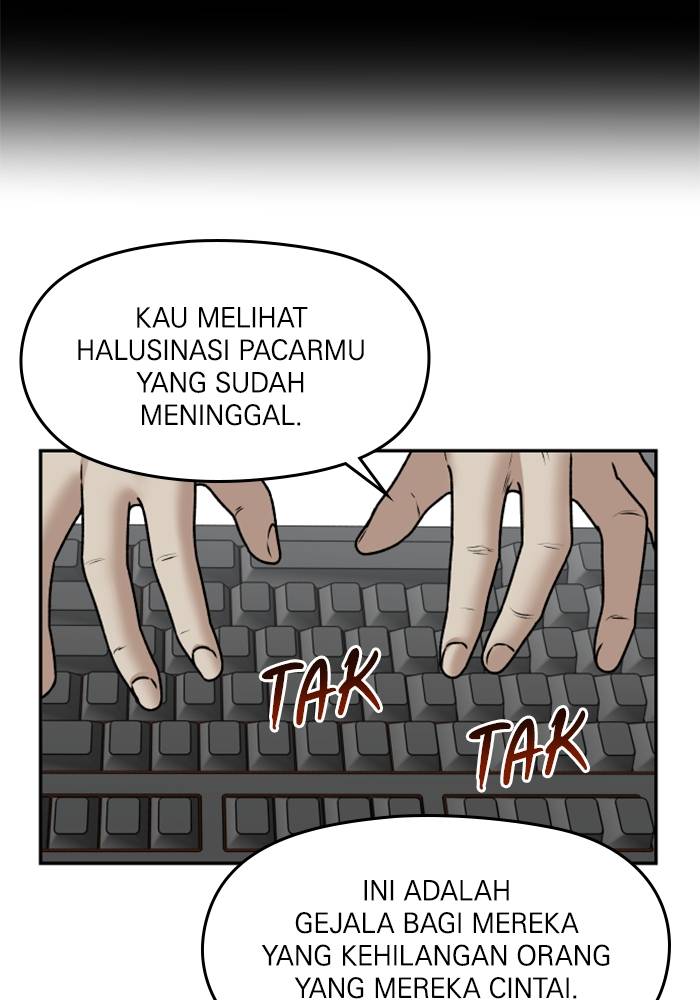 KAU MELIHAT
HALUSINASI PACARMU
YANG SUDAH
MENINGGAL.
TAK
TAK
INI ADALAH
GEJALA BAGI MEREKA
YANG KEHILANGAN ORANG
YANG MEREKA CINTAI.